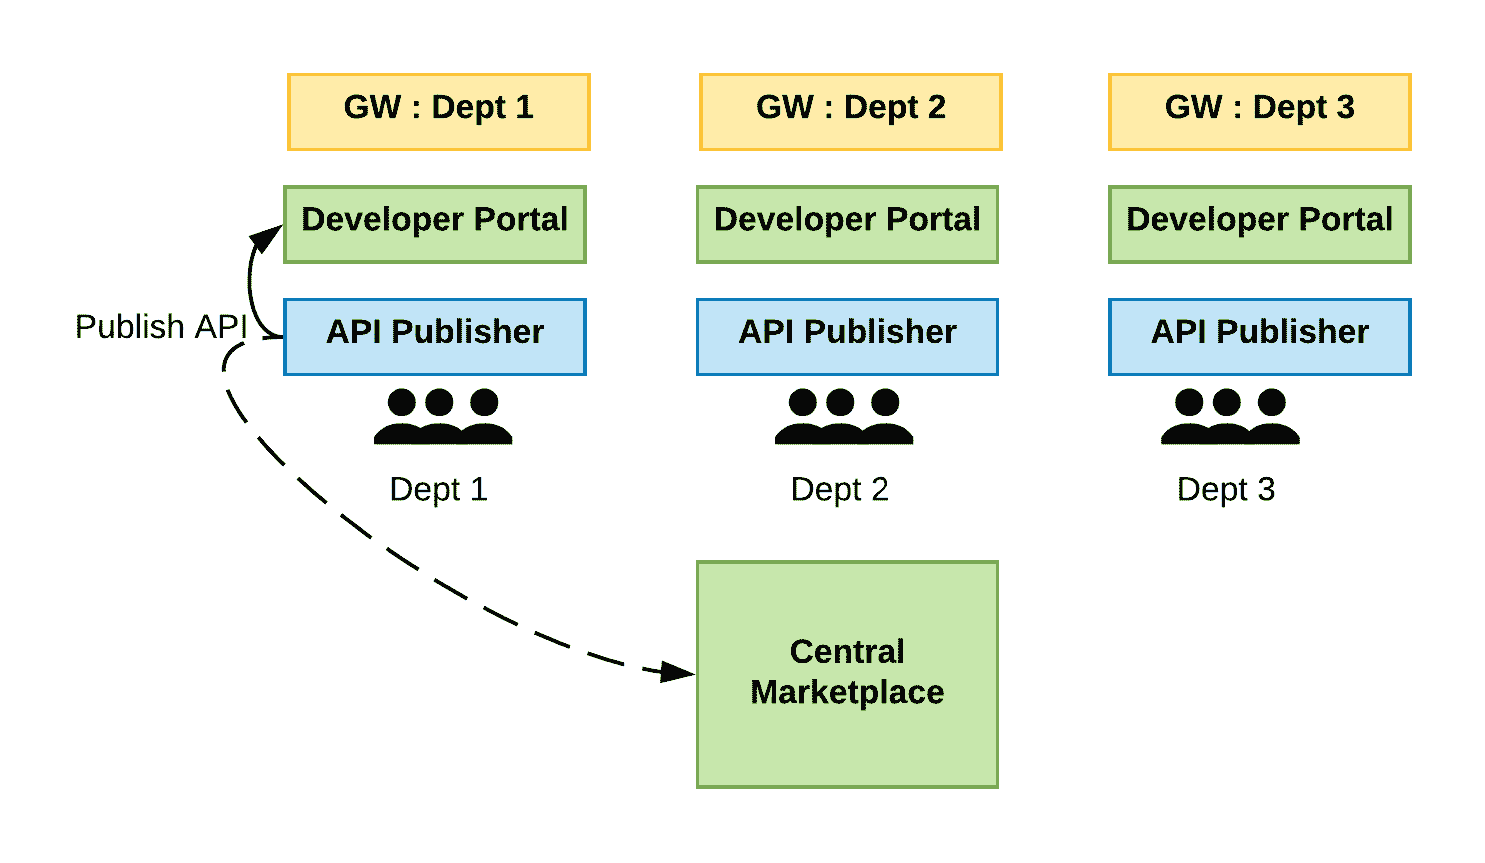 GW : Dept 1
GW : Dept 2
GW : Dept 3
Developer Portal
Developer Portal
Developer Portal
Publish API
API Publisher
API Publisher
API Publisher
Dept 1
Dept 2
Dept 3
Central
Marketplace